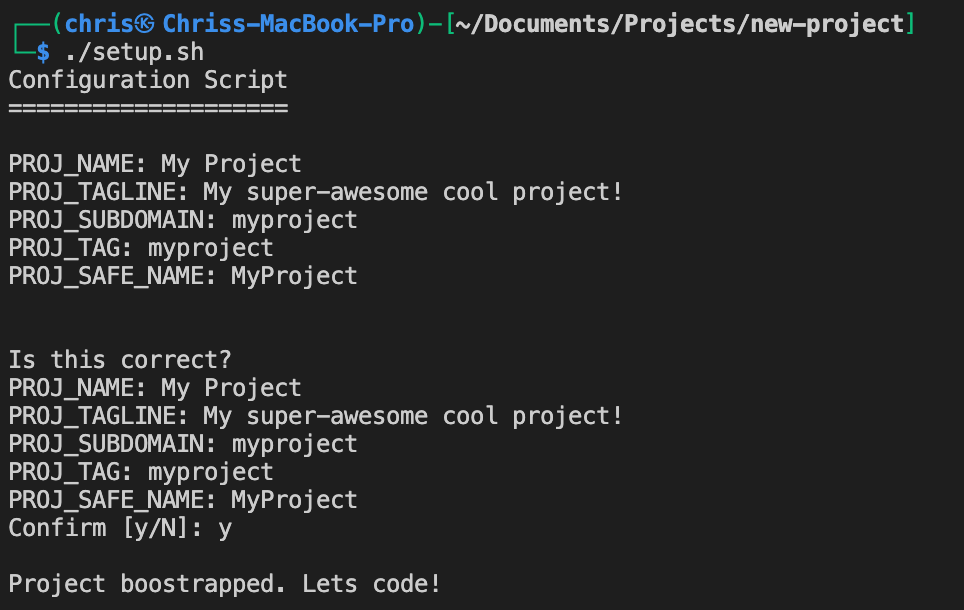 ┌──(chris㉿ Chriss-MacBook-Pro)-[~/Documents/Projects/new-project]
└─$ ./setup.sh
Configuration Script
====================
PROJ_NAME: My Project
PROJ_TAGLINE: My super-awesome cool project!
PROJ_SUBDOMAIN: myproject
PROJ_TAG: myproject
PROJ_SAFE_NAME: MyProject
Is this correct?
PROJ_NAME: My Project
PROJ_TAGLINE: My super-awesome cool project!
PROJ_SUBDOMAIN: myproject
PROJ_TAG: myproject
PROJ_SAFE_NAME: MyProject
Confirm [y/N]: y
Project boostrapped. Lets code!